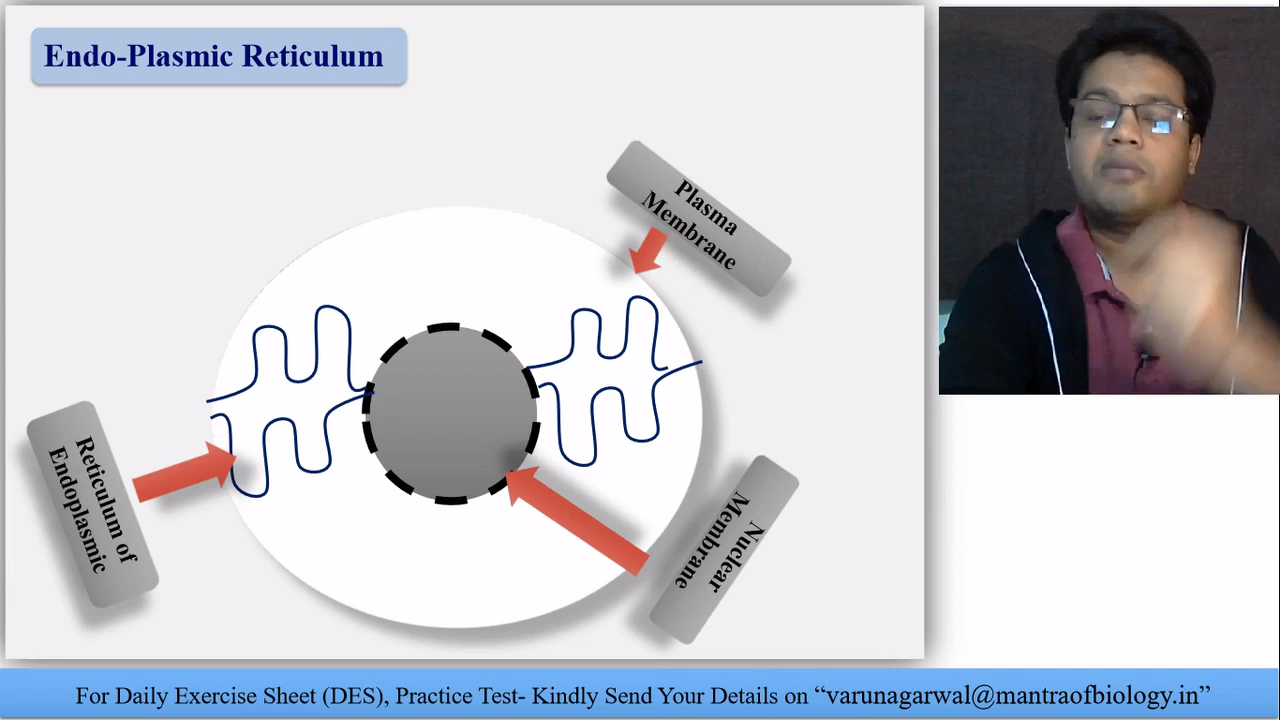 Endo-Plasmic Reticulum
Plasma
Membrane
Reticulum of
Endoplasmic
Nuclear
Membrane
For Daily Exercise Sheet (DES), Practice Test- Kindly Send Your Details on “varunagarwal@mantraofbiology.in”